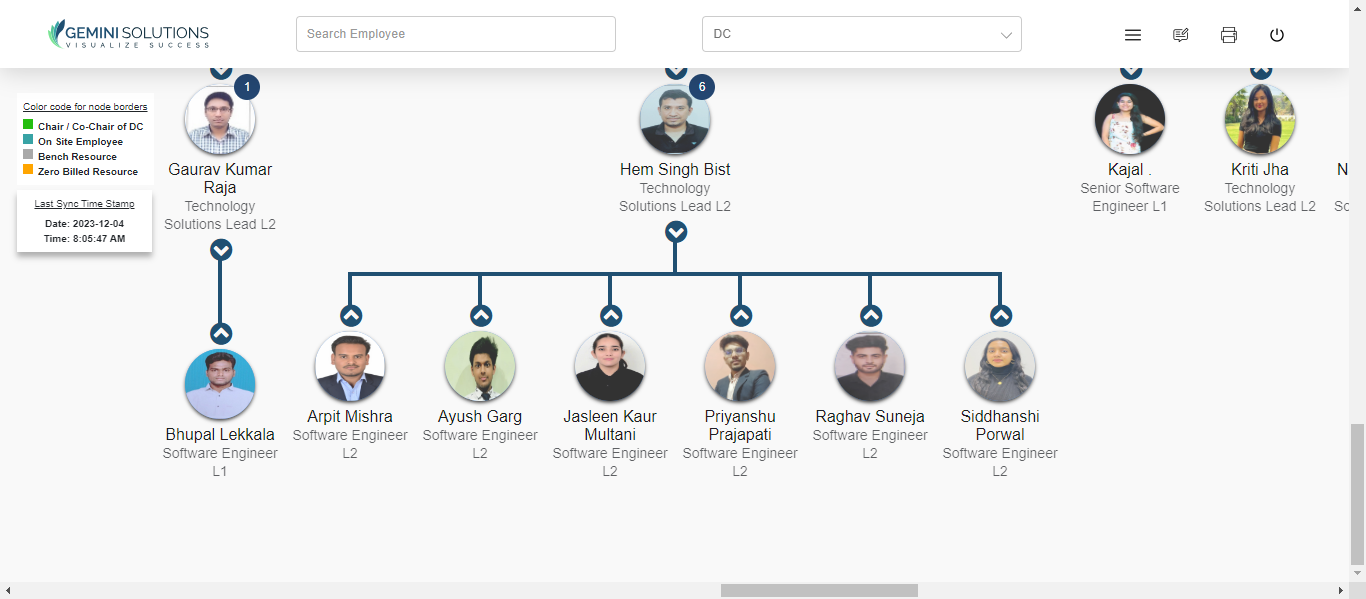 GEMINI SOLUTIONS
VISUALIZE SUCCESS
Search Employee
DC
Color code for node borders
Chair / Co-Chair of DC
On Site Employee
Bench Resource
Zero Billed Resource
Last Sync Time Stamp
Date: 2023-12-04
Time: 8:05:47 AM
1
Gaurav Kumar
Raja
Technology
Solutions Lead L2
6
Hem Singh Bist
Technology
Solutions Lead L2
Kajal .
Senior Software
Engineer L1
Kriti Jha
Technology
Solutions Lead L2
N
So
Bhupal Lekkala
Software Engineer
L1
Arpit Mishra
Software Engineer
L2
Ayush Garg
Software Engineer
L2
Jasleen Kaur
Multani
Software Engineer
L2
Priyanshu
Prajapati
Software Engineer
L2
Raghav Suneja
Software Engineer
L2
Siddhanshi
Porwal
Software Engineer
L2